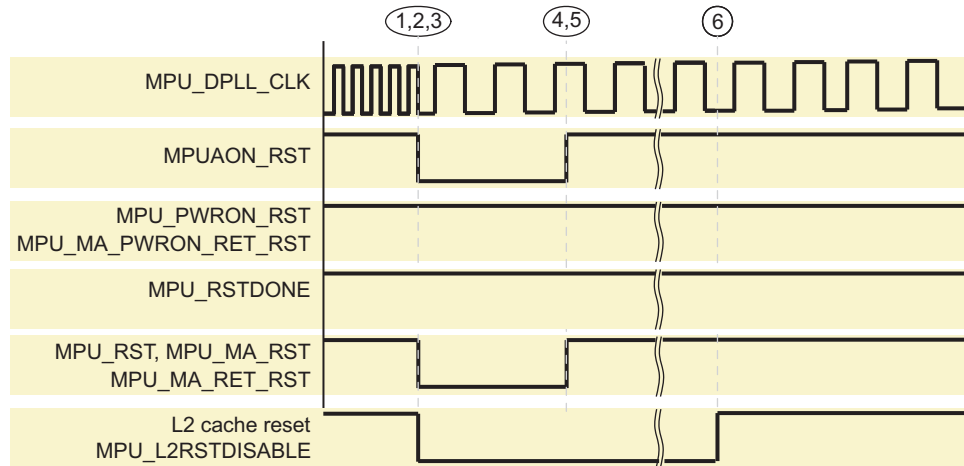 1,2,3
4,5
6
MPU_DPLL_CLK
MPUAON_RST
MPU_PWRON_RST
MPU_MA_PWRON_RET_RST
MPU_RSTDONE
MPU_RST, MPU_MA_RST
MPU_MA_RET_RST
L2 cache reset
MPU_L2RSTDISABLE